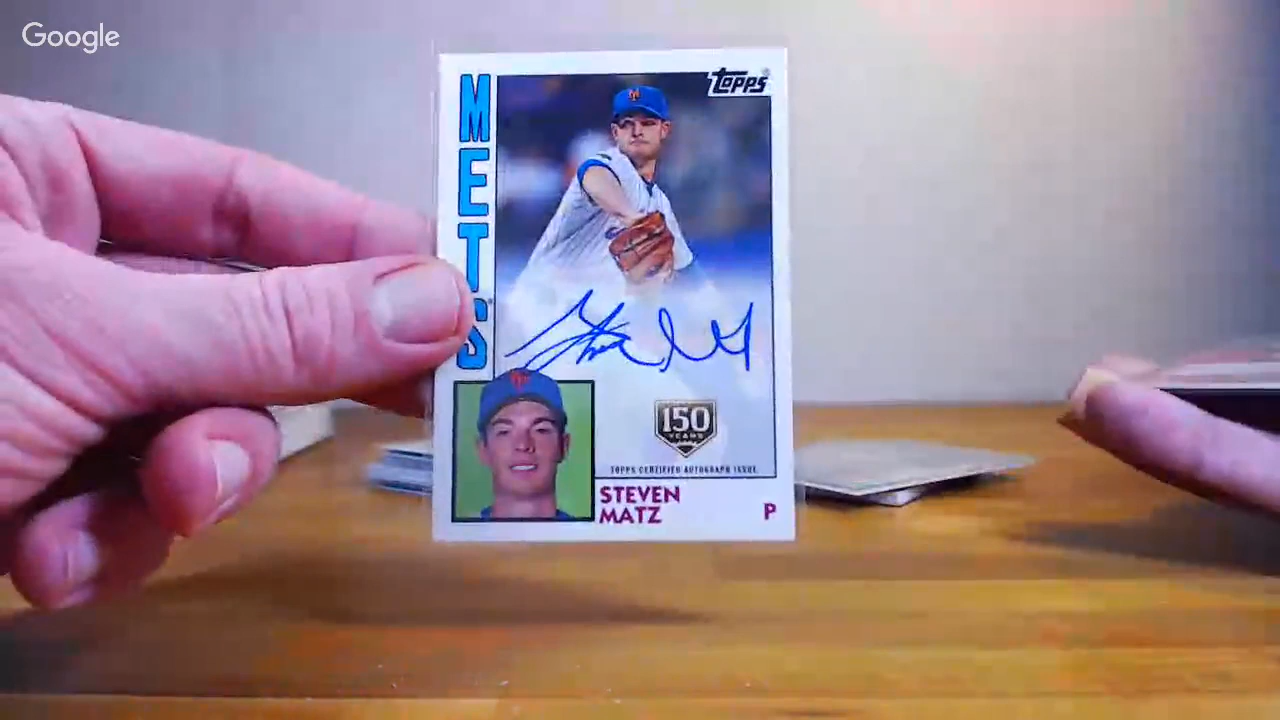 Google
Topps
METS
150
YEARS
TOPPS CERTIFIED AUTOGRAPH ISSUE
STEVEN
MATZ
P